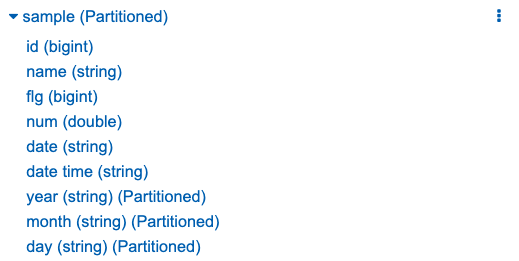 sample (Partitioned)
id (bigint)
name (string)
flg (bigint)
num (double)
date (string)
date time (string)
year (string) (Partitioned)
month (string) (Partitioned)
day (string) (Partitioned)